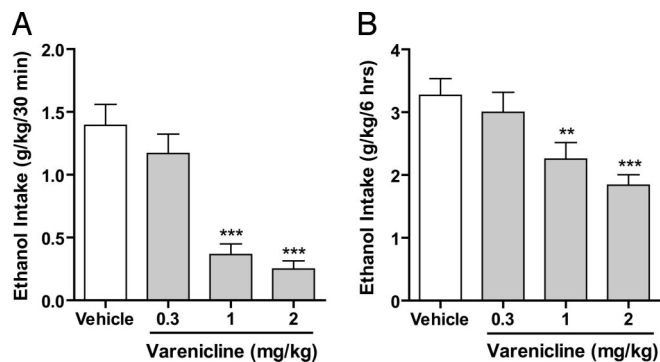 A
Ethanol Intake (g/kg/30 min)
2.0
1.5
1.0
0.5
0.0
***
***
Vehicle 0.3 1 2
Varenicline (mg/kg)
B
Ethanol Intake (g/kg/6 hrs)
4
3
2
1
0
**
***
Vehicle 0.3 1 2
Varenicline (mg/kg)